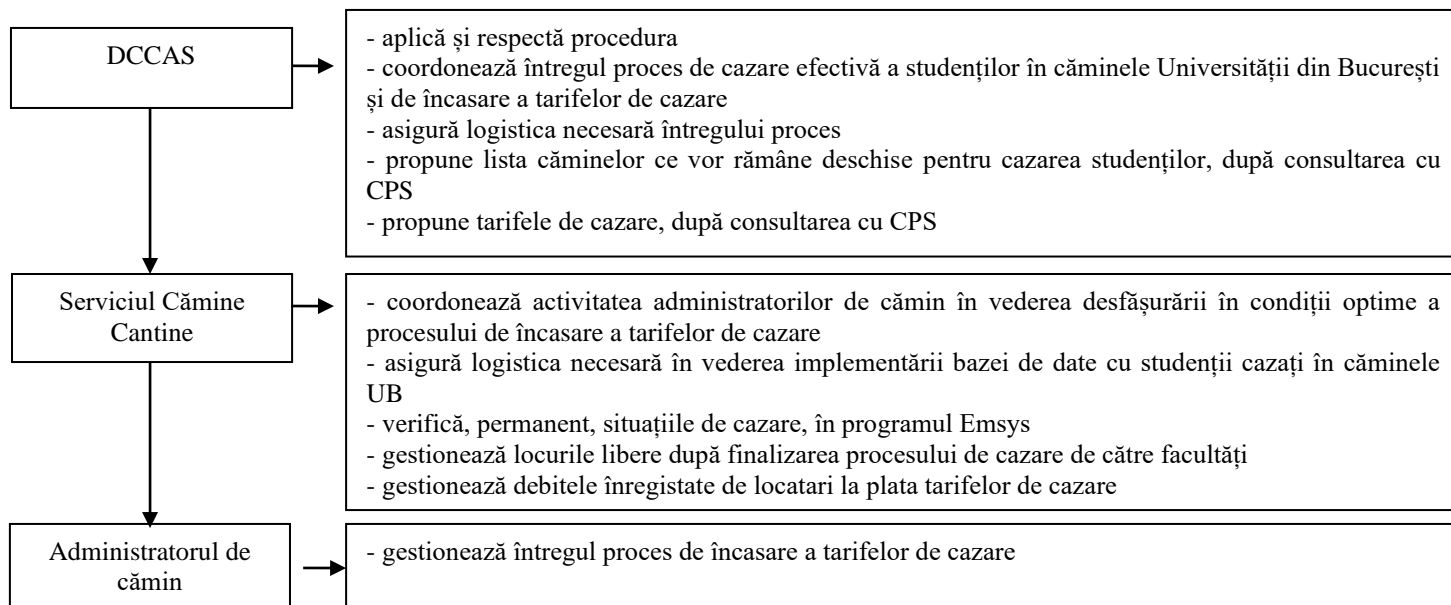 DCCAS
- aplică și respectă procedura
- coordonează întregul proces de cazare efectivă a studenților în căminele Universității din București
și de încasare a tarifelor de cazare
- asigură logistica necesară întregului proces
- propune lista căminelor ce vor rămâne deschise pentru cazarea studenților, după consultarea cu
CPS
- propune tarifele de cazare, după consultarea cu CPS
Serviciul Cămine
Cantine
- coordonează activitatea administratorilor de cămin în vederea desfășurării în condiții optime a
procesului de încasare a tarifelor de cazare
- asigură logistica necesară în vederea implementării bazei de date cu studenții cazați în căminele
UB
- verifică, permanent, situațiile de cazare, în programul Emsys
- gestionează locurile libere după finalizarea procesului de cazare de către facultăți
- gestionează debitele înregistate de locatari la plata tarifelor de cazare
Administratorul de
cămin
- gestionează întregul proces de încasare a tarifelor de cazare